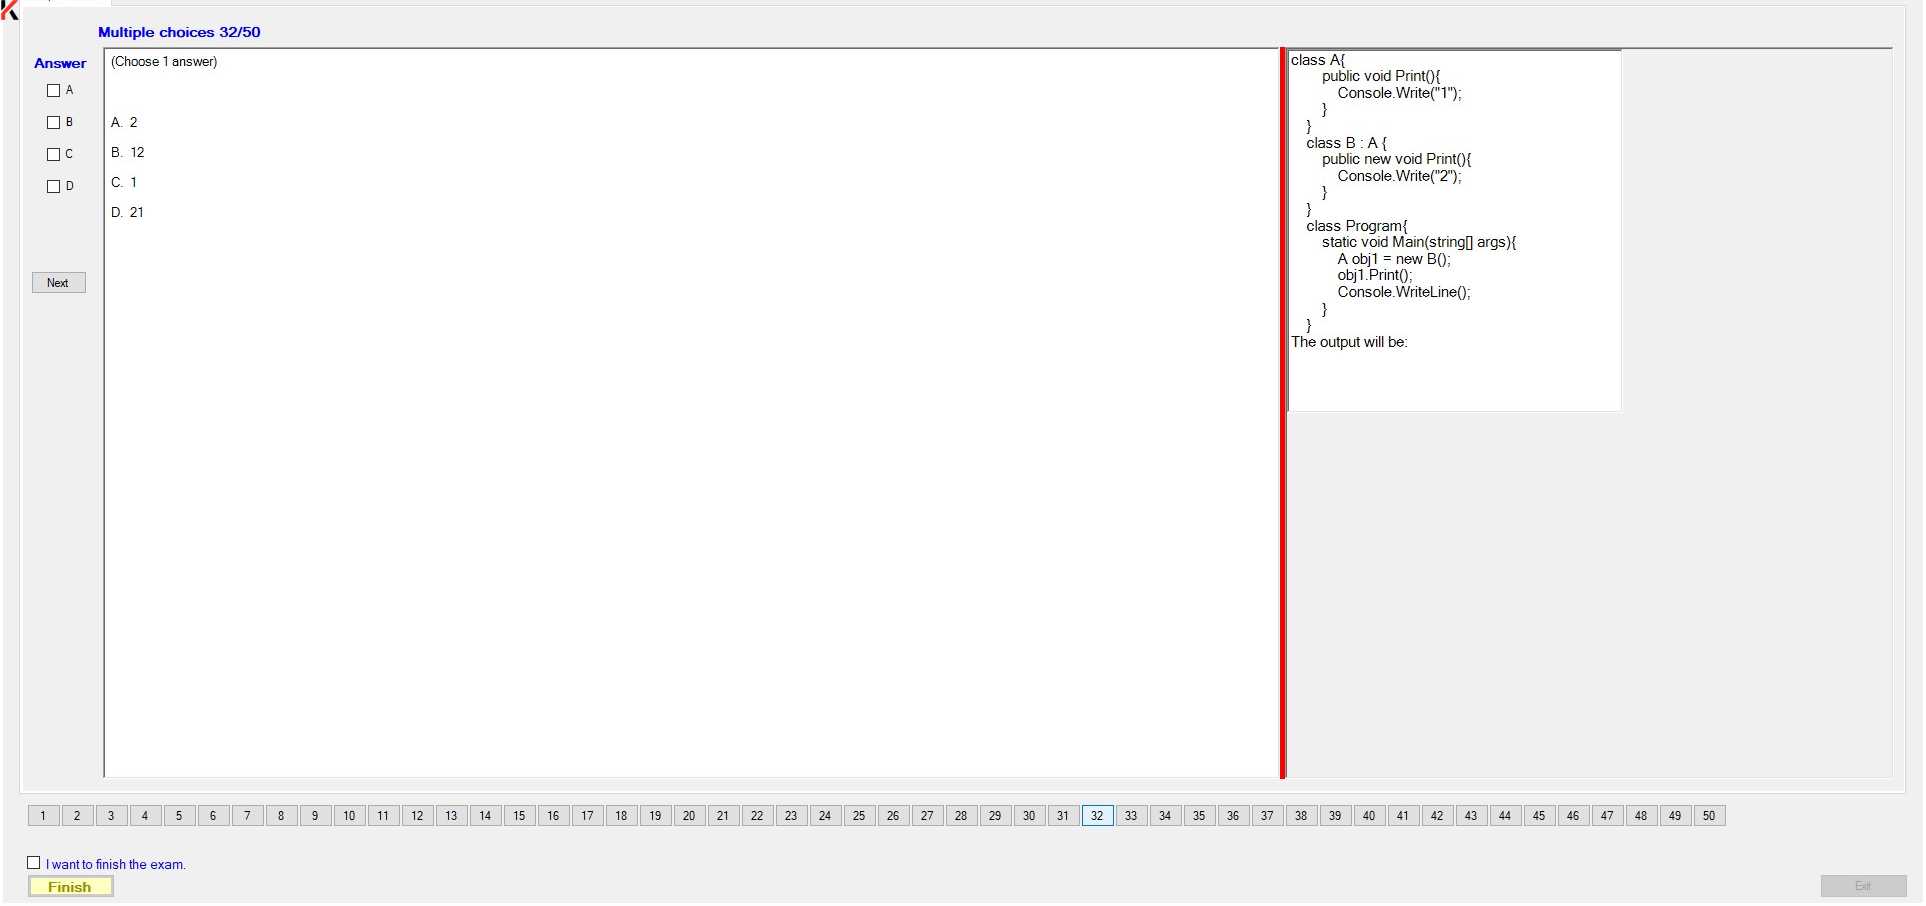 Multiple choices 32/50
Answer
A
B
C
D
Next
(Choose 1 answer)
A. 2
B. 12
C. 1
D. 21
class A{
public void Print(){
Console.Write("1");
}
}
class B : A {
public new void Print(){
Console.Write("2");
}
}
class Program{
static void Main(string[] args){
A obj1 = new B();
obj1.Print();
Console.WriteLine();
}
}
The output will be:
1 2 3 4 5 6 7 8 9 10 11 12 13 14 15 16 17 18 19 20 21 22 23 24 25 26 27 28 29 30 31 32 33 34 35 36 37 38 39 40 41 42 43 44 45 46 47 48 49 50
I want to finish the exam.
Finish
Exit